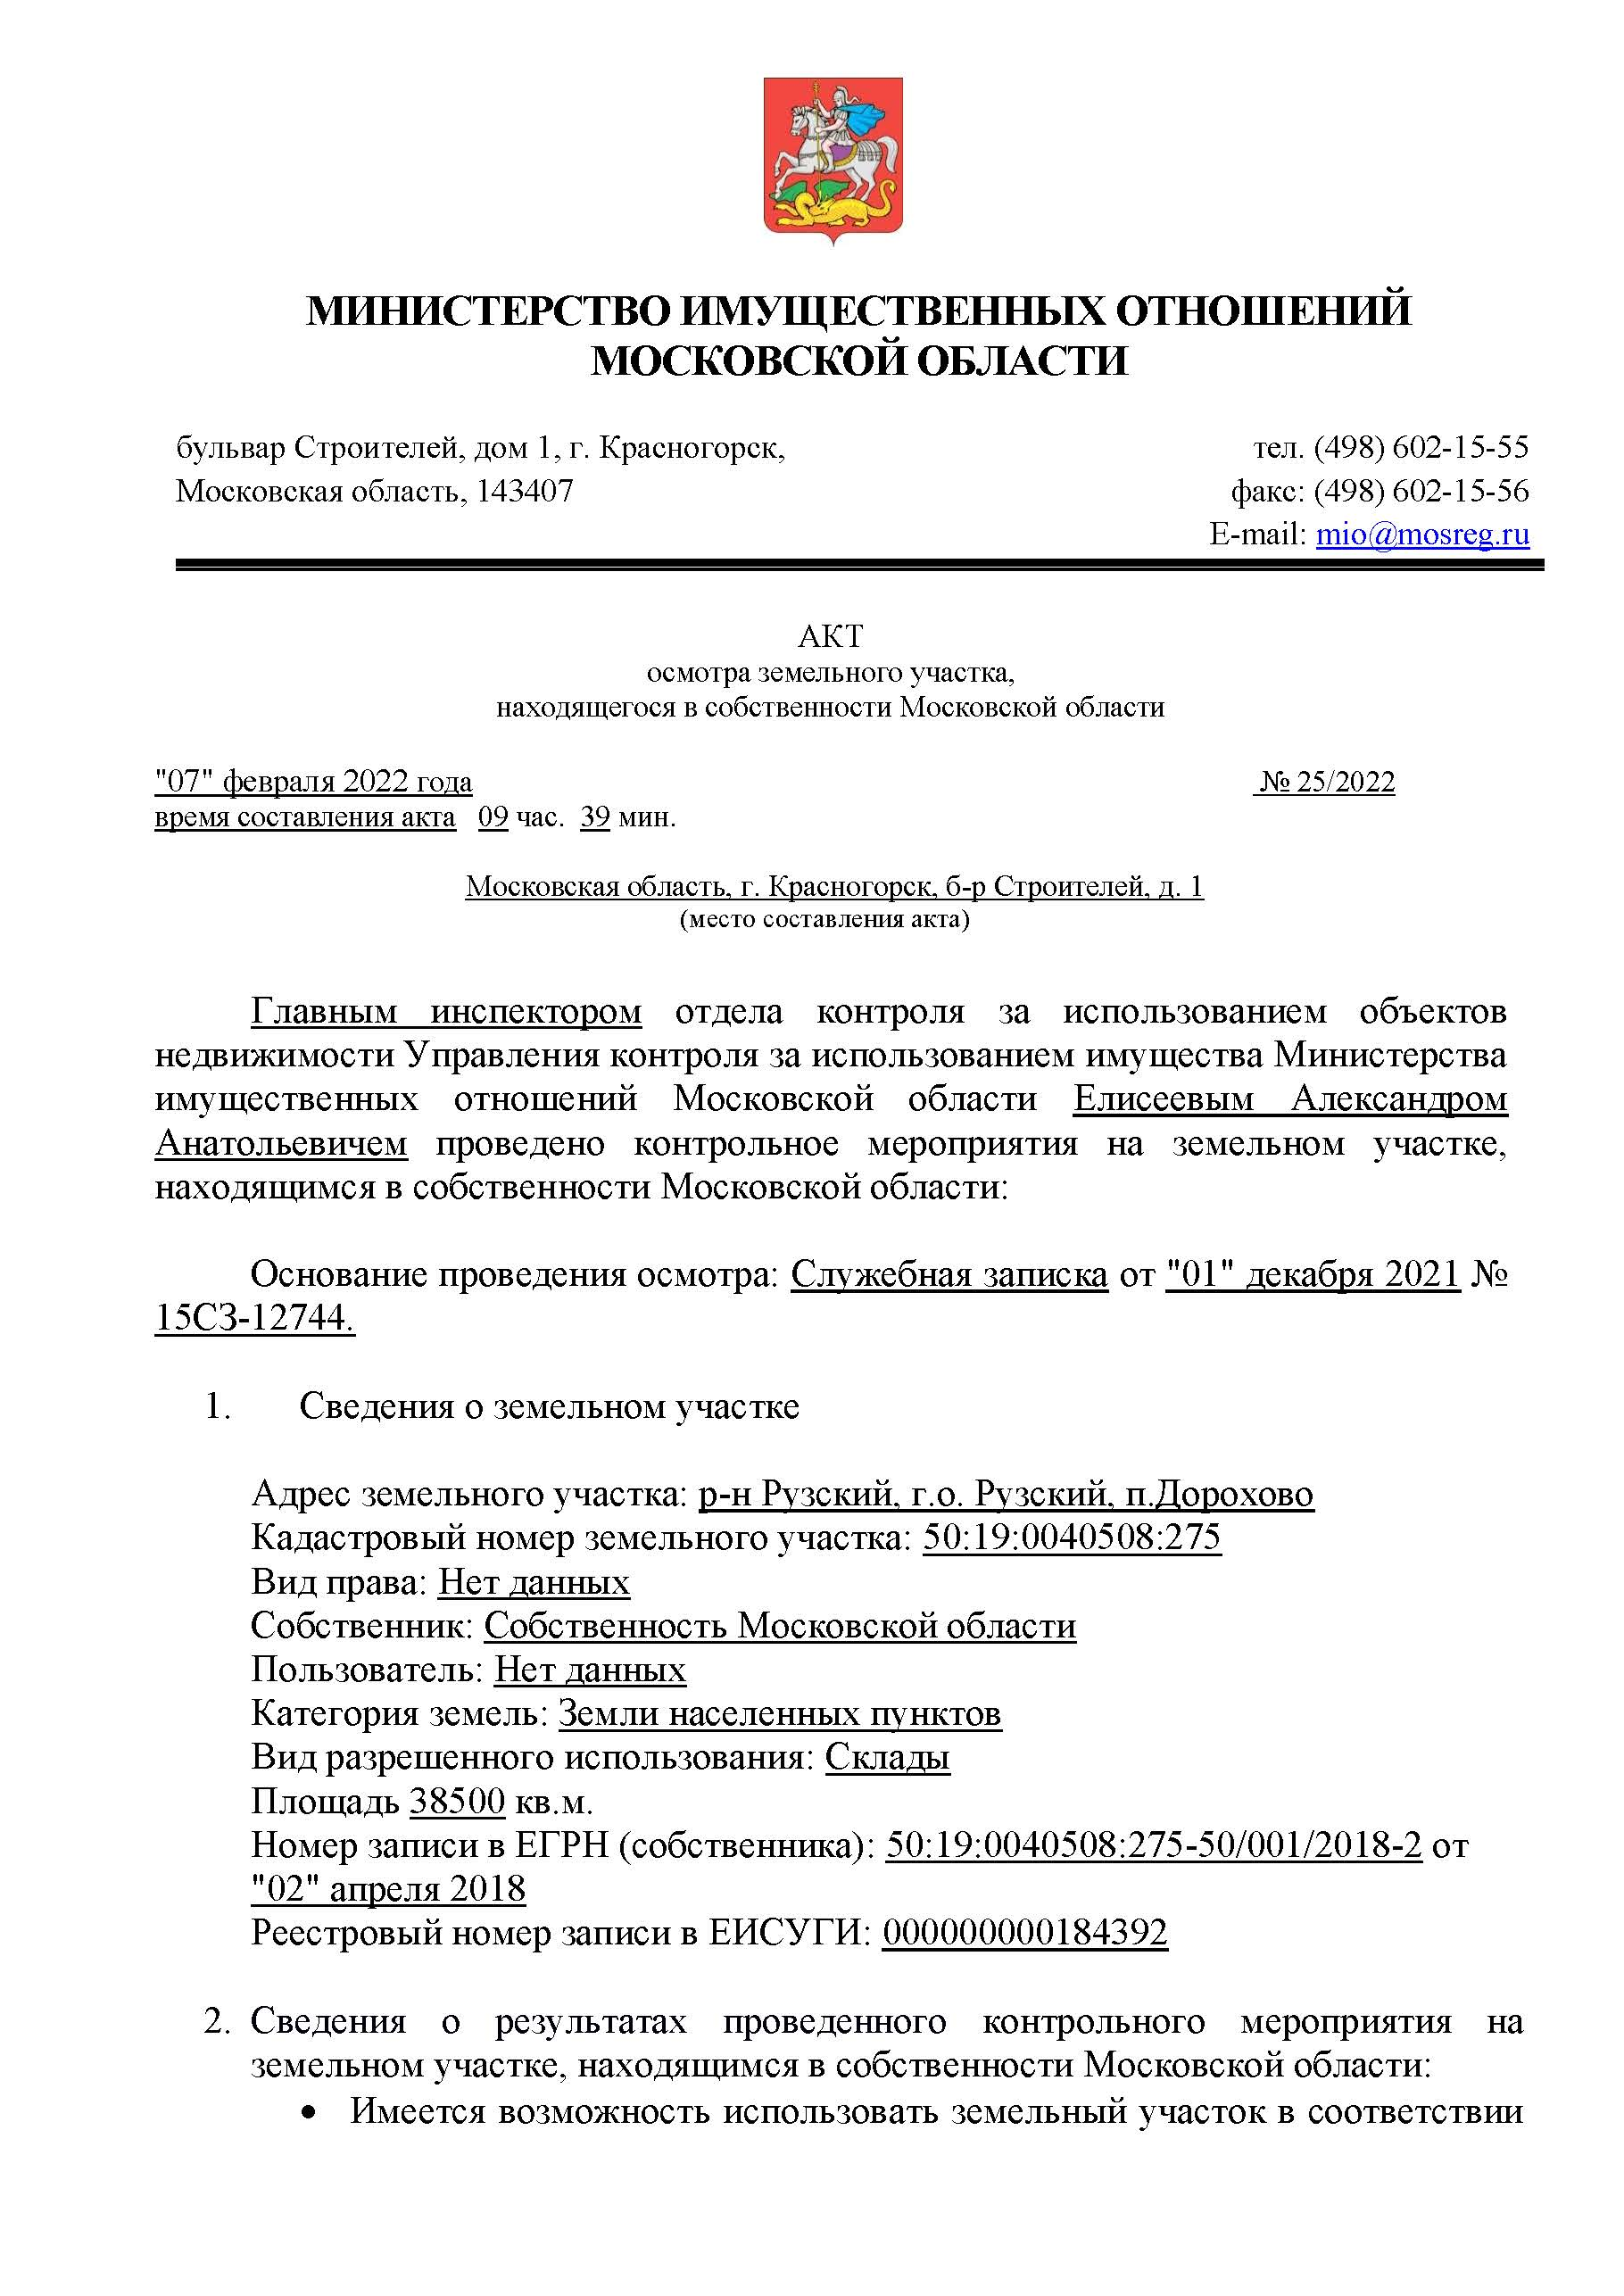 МИНИСТЕРСТВО ИМУЩЕСТВЕННЫХ ОТНОШЕНИЙ
МОСКОВСКОЙ ОБЛАСТИ
бульвар Строителей, дом 1, г. Красногорск,
Московская область, 143407
тел. (498) 602-15-55
факс: (498) 602-15-56
E-mail: mio@mosreg.ru
АКТ
осмотра земельного участка,
находящегося в собственности Московской области
"07" февраля 2022 года № 25/2022
время составления акта 09 час. 39 мин.
Московская область, г. Красногорск, б-р Строителей, д. 1
(место составления акта)
Главным инспектором отдела контроля за использованием объектов
недвижимости Управления контроля за использованием имущества Министерства
имущественных отношений Московской области Елисеевым Александром
Анатольевичем проведено контрольное мероприятия на земельном участке,
находящимся в собственности Московской области:
Основание проведения осмотра: Служебная записка от "01" декабря 2021 №
15СЗ-12744.
1. Сведения о земельном участке
Адрес земельного участка: р-н Рузский, г.о. Рузский, п.Дорохово
Кадастровый номер земельного участка: 50:19:0040508:275
Вид права: Нет данных
Собственник: Собственность Московской области
Пользователь: Нет данных
Категория земель: Земли населенных пунктов
Вид разрешенного использования: Склады
Площадь 38500 кв.м.
Номер записи в ЕГРН (собственника): 50:19:0040508:275-50/001/2018-2 от
"02" апреля 2018
Реестровый номер записи в ЕИСУГИ: 000000000184392
2. Сведения о результатах проведенного контрольного мероприятия на
земельном участке, находящимся в собственности Московской области:
• Имеется возможность использовать земельный участок в соответствии